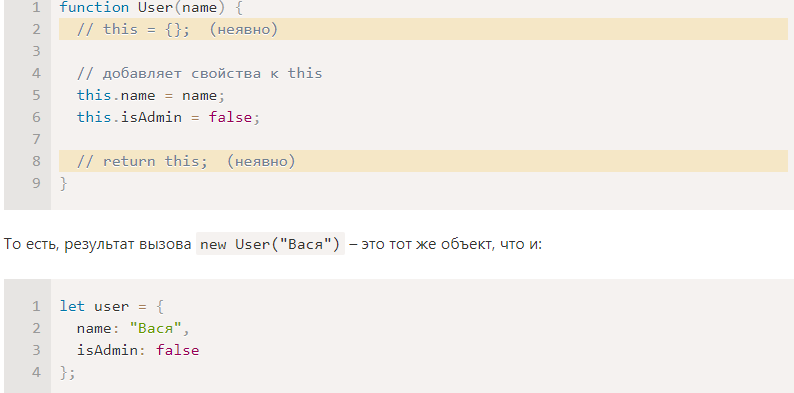 1 function User(name) {
2 // this = {};  (неявно)
3
4 // добавляет свойства к this
5 this.name = name;
6 this.isAdmin = false;
7
8 // return this;  (неявно)
9 }
То есть, результат вызова new User("Вася") – это тот же объект, что и:
1 let user = {
2 name: "Вася",
3 isAdmin: false
4 };